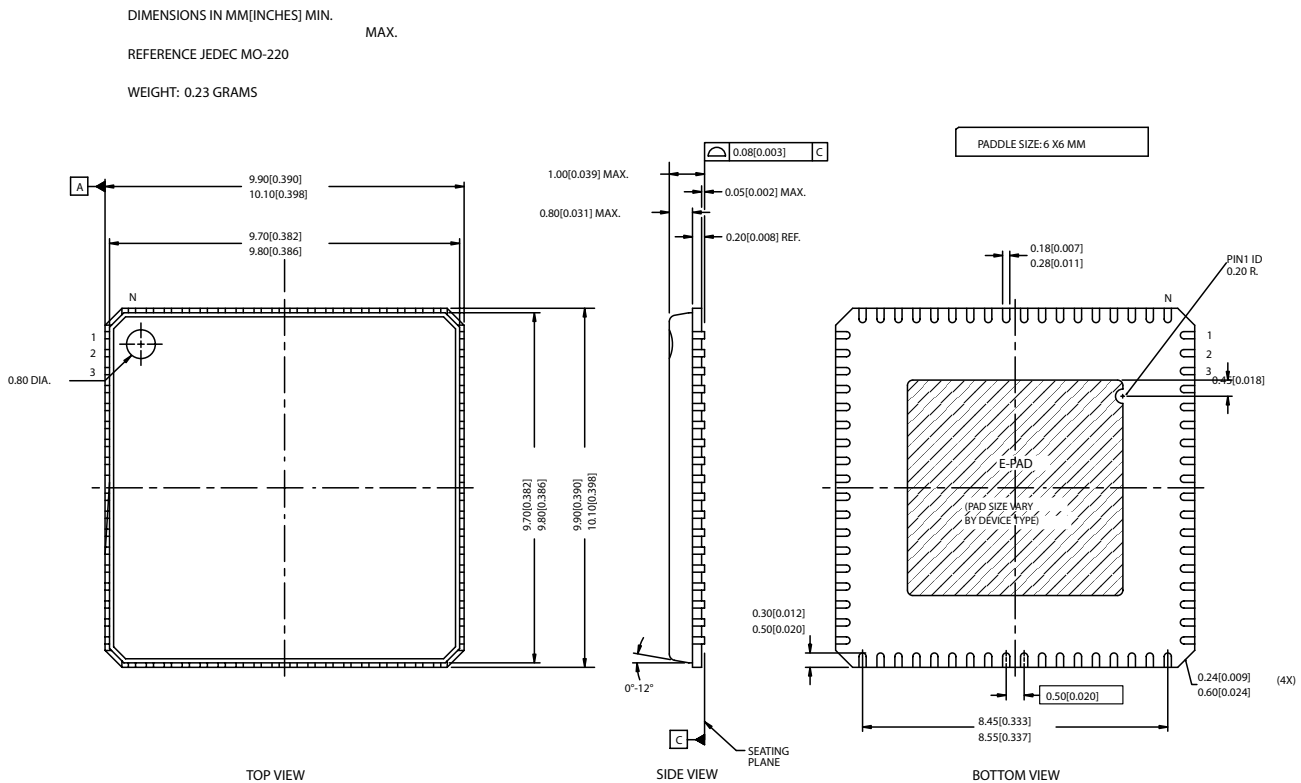 DIMENSIONS IN MM[INCHES] MIN.
MAX.
REFERENCE JEDEC MO-220
WEIGHT: 0.23 GRAMS
PADDLE SIZE: 6 X6 MM
0.08[0.003] C
1.00[0.039] MAX.
0.05[0.002] MAX.
0.80[0.031] MAX.
0.20[0.008] REF.
A
9.90[0.390]
10.10[0.398]
9.70[0.382]
9.80[0.386]
N
1
2
3
0.80 DIA.
9.70[0.382]
9.80[0.386]
9.90[0.390]
10.10[0.398]
0°-12°
C
SEATING
PLANE
0.18[0.007]
0.28[0.011]
PIN1 ID
0.20 R.
N
1
2
3
0.45[0.018]
E-PAD
(PAD SIZE VARY
BY DEVICE TYPE)
0.30[0.012]
0.50[0.020]
0.50[0.020]
0.24[0.009]
0.60[0.024]
(4X)
8.45[0.333]
8.55[0.337]
TOP VIEW
SIDE VIEW
BOTTOM VIEW